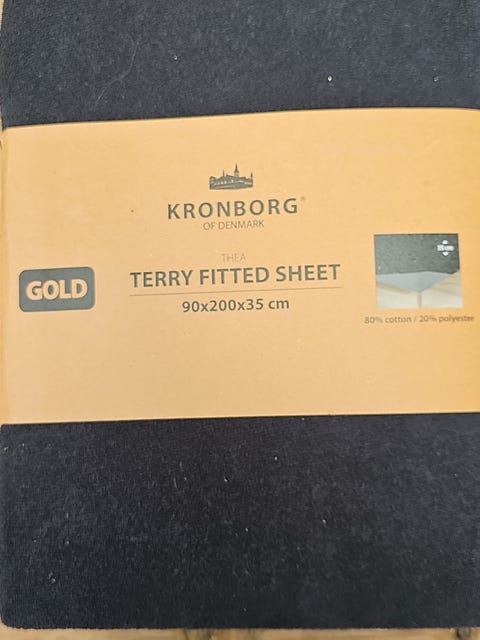 KRONBORG®
OF DENMARK
THEA
TERRY FITTED SHEET
GOLD
90x200x35 cm
80% cotton / 20% polyester